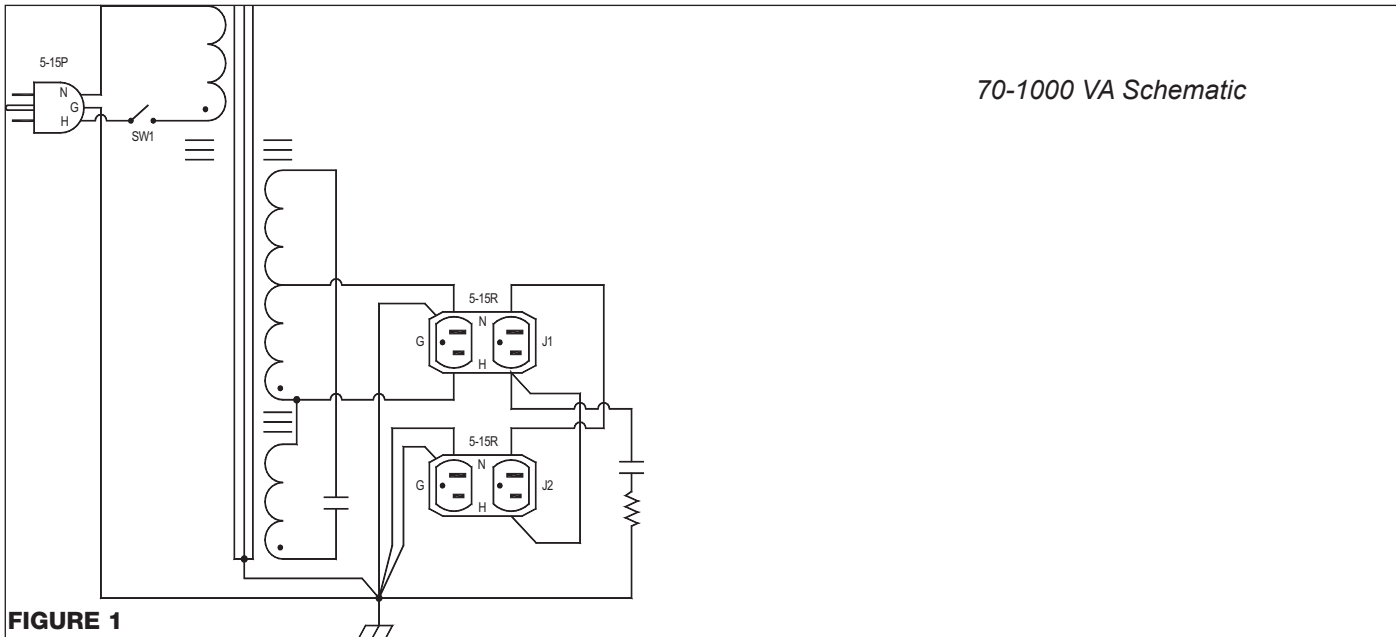 70-1000 VA Schematic
5-15P
N
G
H
SW1
5-15R
N
G
J1
H
5-15R
N
G
J2
H
FIGURE 1